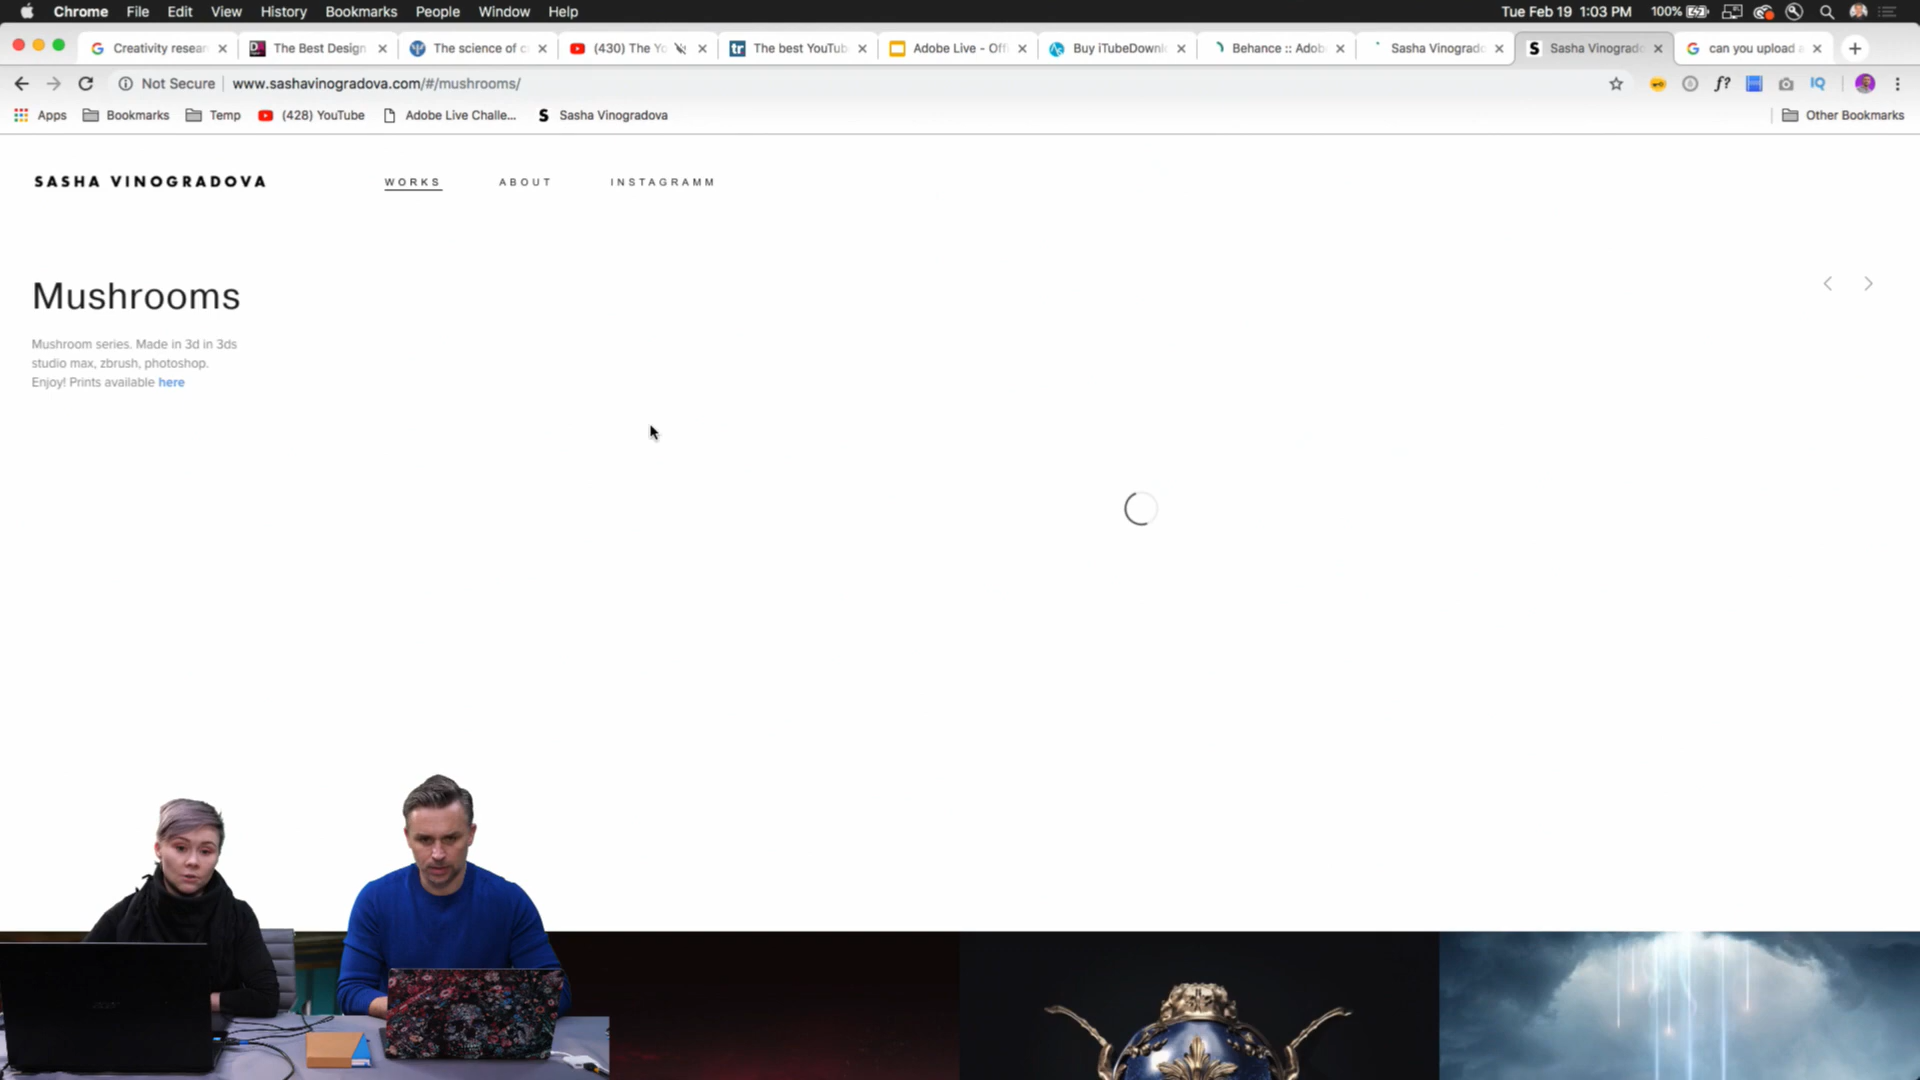 Chrome File Edit View History Bookmarks People Window Help Tue Feb 19 1:03 PM 100%
Creativity resear The Best Design The science of c (430) The Yo The best YouTub Adobe Live - Offi Buy iTubeDownl Behance :: Adob Sasha Vinogrado Sasha Vinogrado can you upload a
Not Secure www.sashavinogradova.com/#/mushrooms/ f? IQ
Apps Bookmarks Temp (428) YouTube Adobe Live Challe... S Sasha Vinogradova Other Bookmarks
SASHA VINOGRADOVA WORKS ABOUT INSTAGRAMM
Mushrooms
Mushroom series. Made in 3d in 3ds
studio max, zbrush, photoshop.
Enjoy! Prints available here